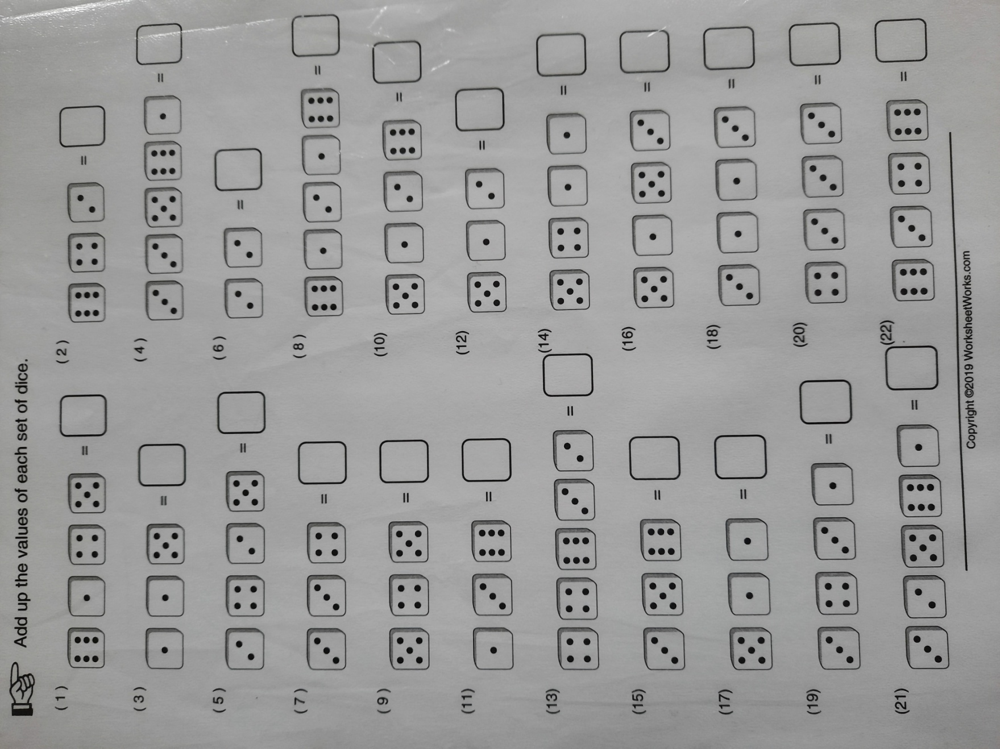 Add up the values of each set of dice.
( 1 ) = ( 2 ) =
( 3 ) = ( 4 ) =
( 5 ) = ( 6 ) =
( 7 ) = ( 8 ) =
( 9 ) = (10) =
(11) = (12) =
(13) = (14) =
(15) = (16) =
(17) = (18) =
(19) = (20) =
(21) = (22) =
Copyright ©2019 WorksheetWorks.com